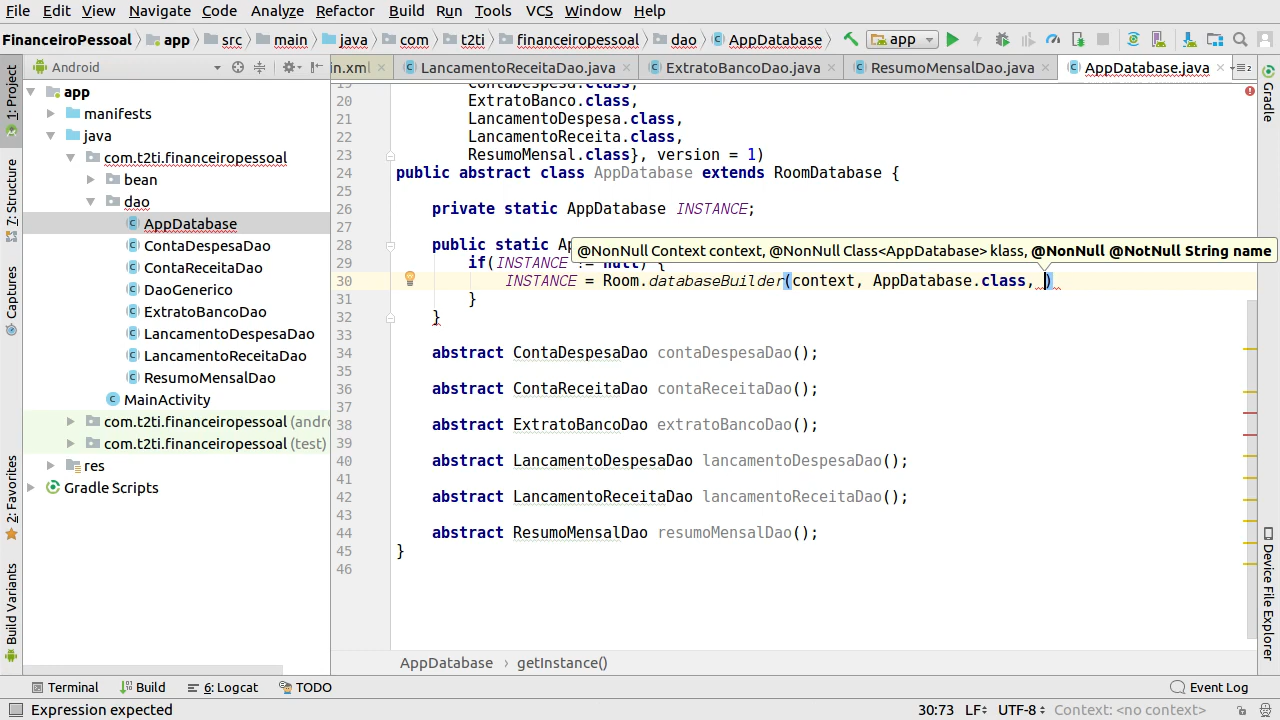 File Edit View Navigate Code Analyze Refactor Build Run Tools VCS Window Help
FinanceiroPessoal app src main java com t2ti financeiropessoal dao AppDatabase app
Android in.xml LancamentoReceitaDao.java ExtratoBancoDao.java ResumoMensalDao.java AppDatabase.java
1: Project
7: Structure
Captures
2: Favorites
Build Variants
app
manifests
java
com.t2ti.financeiropessoal
bean
dao
AppDatabase
ContaDespesaDao
ContaReceitaDao
DaoGenerico
ExtratoBancoDao
LancamentoDespesaDao
LancamentoReceitaDao
ResumoMensalDao
MainActivity
com.t2ti.financeiropessoal (andro
com.t2ti.financeiropessoal (test)
res
Gradle Scripts
19 ContaDespesa.class,
20 ExtratoBanco.class,
21 LancamentoDespesa.class,
22 LancamentoReceita.class,
23 ResumoMensal.class}, version = 1)
24 public abstract class AppDatabase extends RoomDatabase {
25
26 private static AppDatabase INSTANCE;
27
28 public static Ap
@NonNull Context context, @NonNull Class<AppDatabase> klass, @NonNull @NotNull String name
29 if(INSTANCE != null) {
30 INSTANCE = Room.databaseBuilder(context, AppDatabase.class, )
31 }
32 }
33
34 abstract ContaDespesaDao contaDespesaDao();
35
36 abstract ContaReceitaDao contaReceitaDao();
37
38 abstract ExtratoBancoDao extratoBancoDao();
39
40 abstract LancamentoDespesaDao lancamentoDespesaDao();
41
42 abstract LancamentoReceitaDao lancamentoReceitaDao();
43
44 abstract ResumoMensalDao resumoMensalDao();
45 }
46
AppDatabase › getInstance()
Gradle
Device File Explorer
Terminal Build 6: Logcat TODO Event Log
Expression expected 30:73 LF UTF-8 Context: <no context>